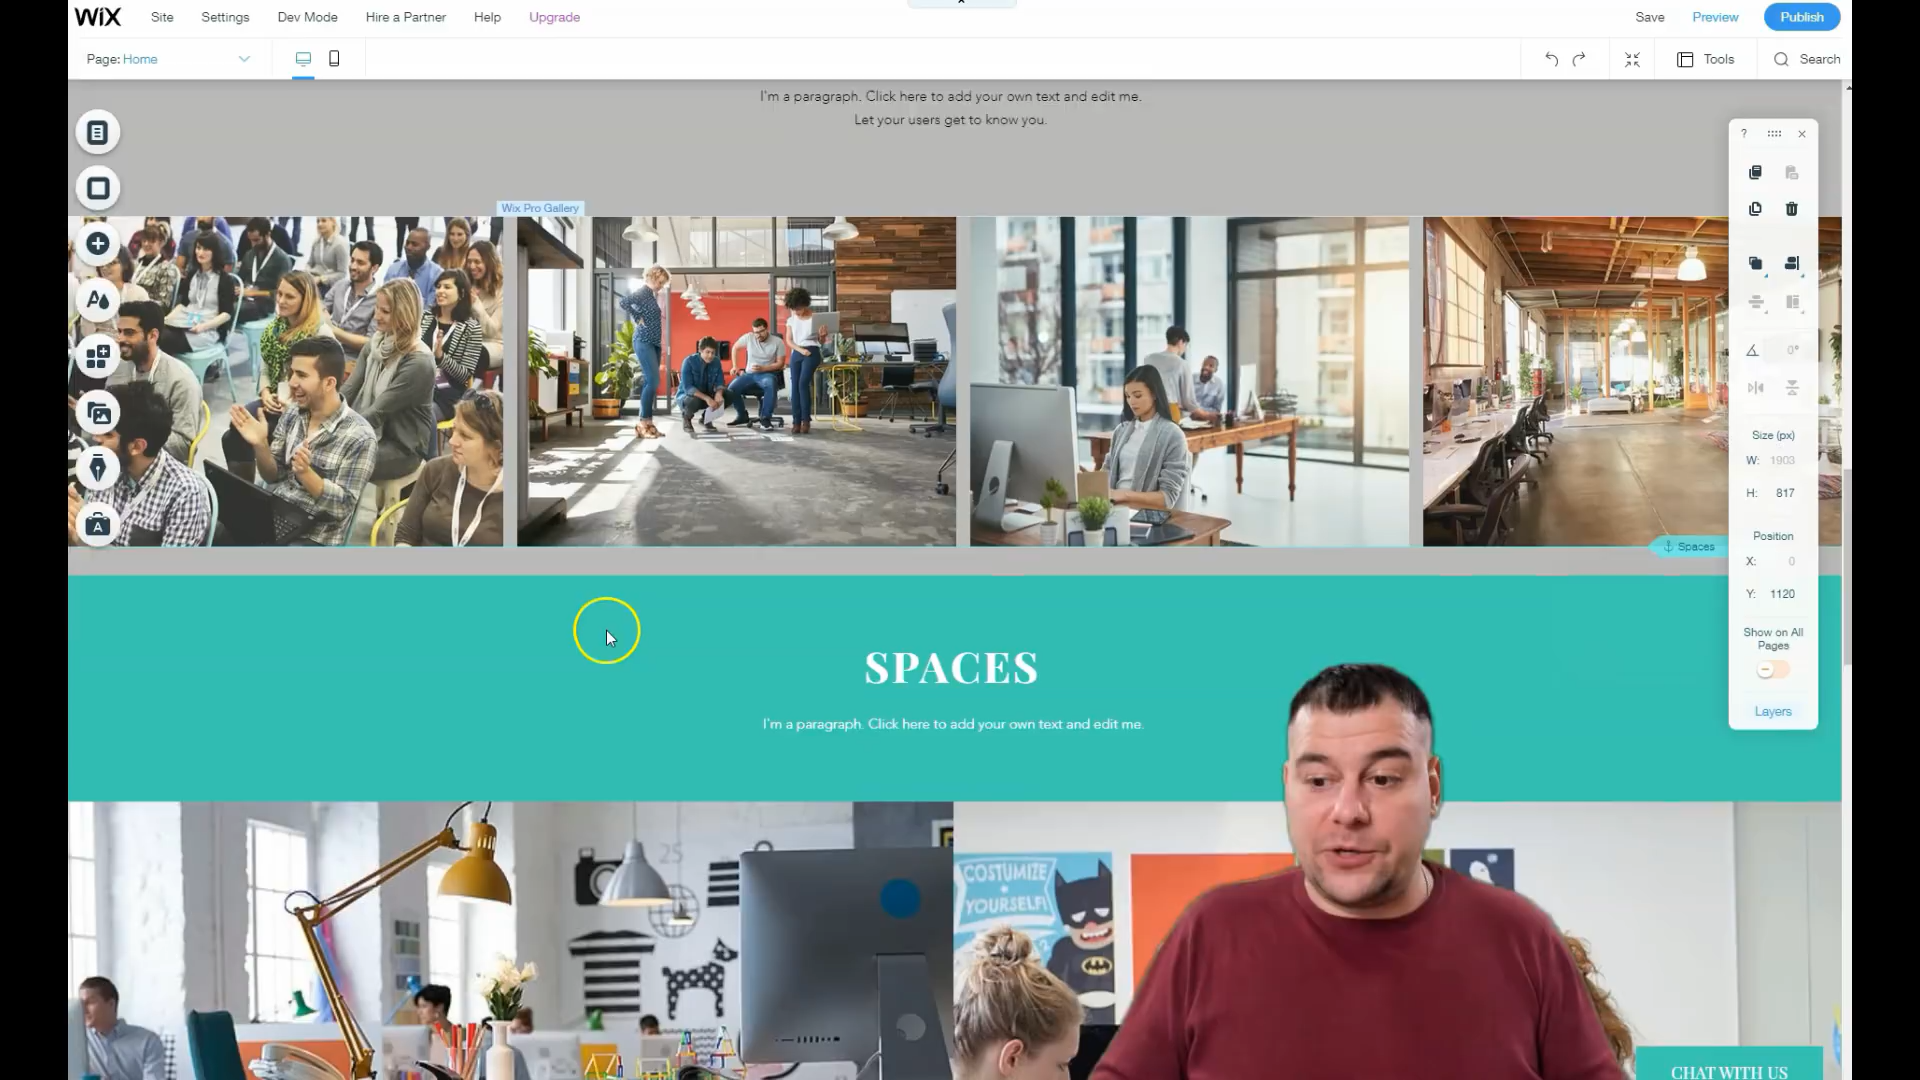 WiX Site Settings Dev Mode Hire a Partner Help Upgrade Save Preview Publish
Page: Home Tools Search
I'm a paragraph. Click here to add your own text and edit me.
Let your users get to know you.
?
Wix Pro Gallery
0°
Size (px)
W: 1903
H: 817
Position
Spaces
X: 0
Y: 1120
Show on All
Pages
Layers
SPACES
I'm a paragraph. Click here to add your own text and edit me.
25
COSTUMIZE
YOURSELF!
CHAT WITH US